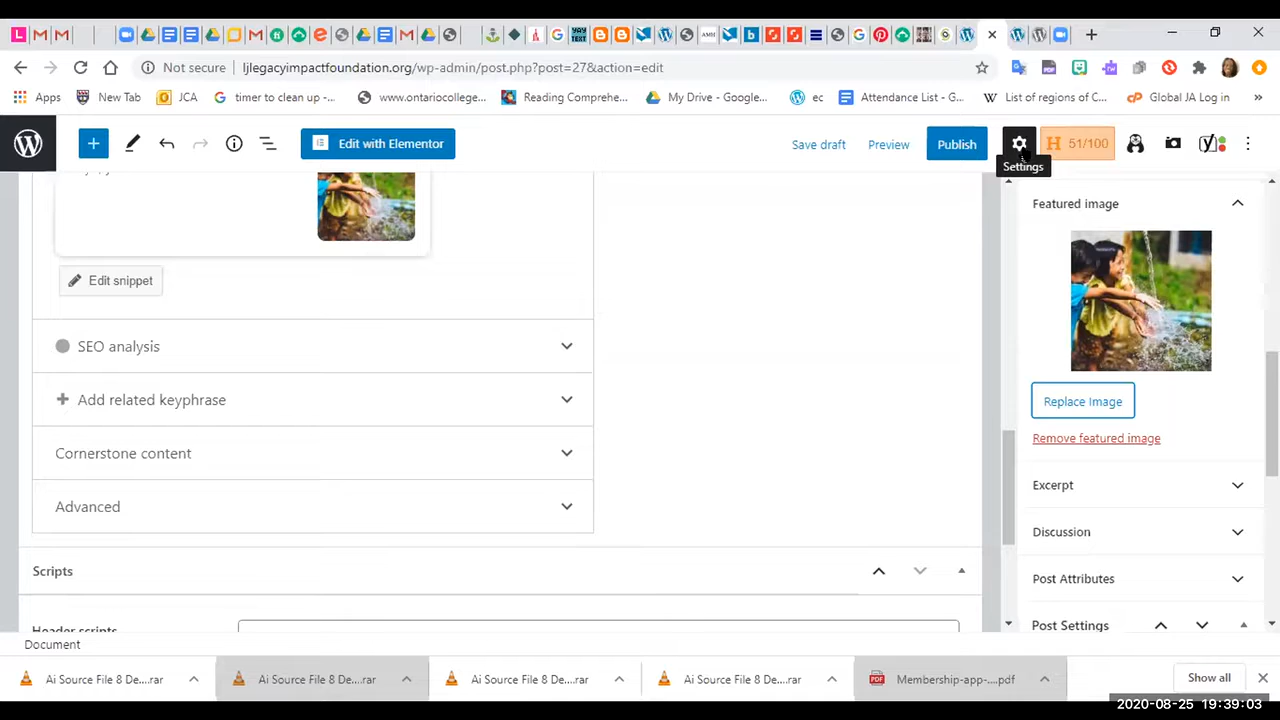 Not secure ljlegacyimpactfoundation.org/wp-admin/post.php?post=27&action=edit
Apps New Tab JCA timer to clean up -... www.ontariocollege... Reading Comprehe... My Drive - Google... ec Attendance List - G... List of regions of C... Global JA Log in »
Edit with Elementor Save draft Preview Publish 51/100
Settings
Featured image
Edit snippet
SEO analysis
Replace Image
Add related keyphrase
Remove featured image
Cornerstone content
Excerpt
Advanced
Discussion
Scripts
Post Attributes
Header scripts
Post Settings
Document
Ai Source File 8 De....rar Ai Source File 8 De....rar Ai Source File 8 De....rar Ai Source File 8 De....rar Membership-app-....pdf Show all
2020-08-25 19:39:03